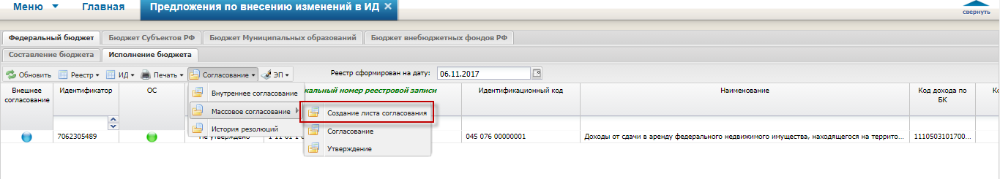 Меню Главная Предложения по внесению изменений в ИД свернуть
Федеральный бюджет Бюджет Субъектов РФ Бюджет Муниципальных образований Бюджет внебюджетных фондов РФ
Составление бюджета Исполнение бюджета
Обновить Реестр ИД Печать Согласование ЭП Реестр сформирован на дату: 06.11.2017
Внешнее согласование Идентификатор ОС кальный номер реестровой записи Идентификационный код Наименование Код дохода по БК
Внутреннее согласование
Массовое согласование Создание листа согласования
История резолюций Согласование
7062305489 Не утверждено 045 076 00000001 Доходы от сдачи в аренду федерального недвижимого имущества, находящегося на террито... 1110503101700...
Утверждение